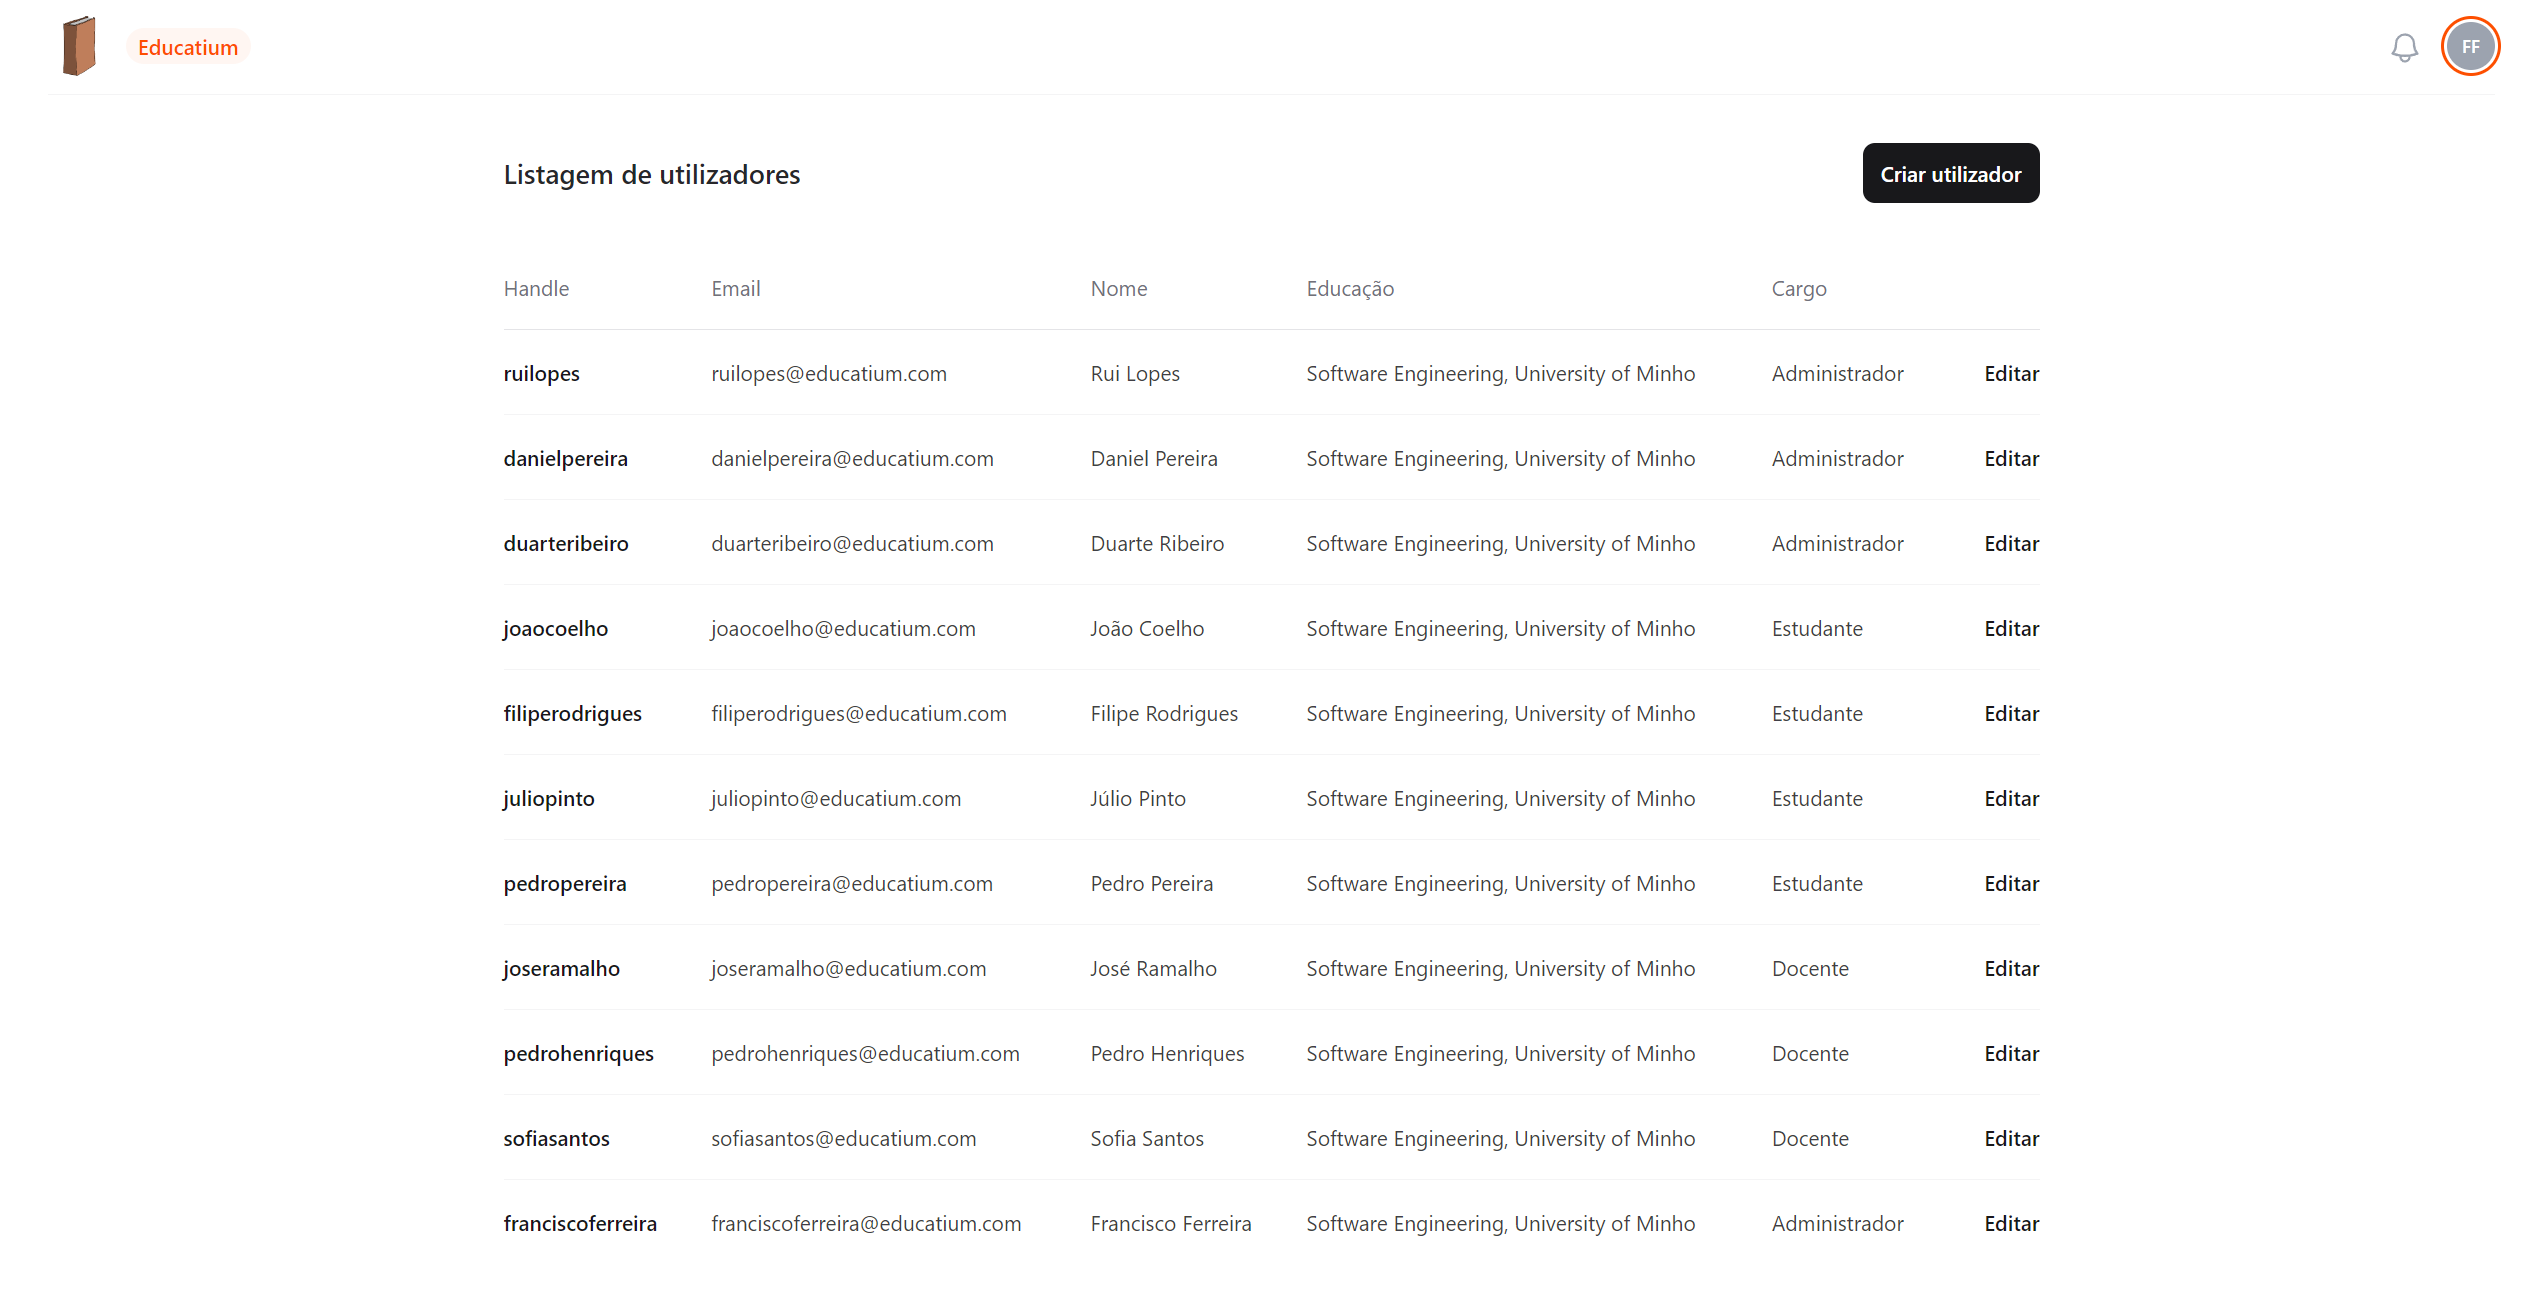 Educatium
FF
Listagem de utilizadores
Criar utilizador
Handle Email Nome Educação Cargo
ruilopes ruilopes@educatium.com Rui Lopes Software Engineering, University of Minho Administrador Editar
danielpereira danielpereira@educatium.com Daniel Pereira Software Engineering, University of Minho Administrador Editar
duarteribeiro duarteribeiro@educatium.com Duarte Ribeiro Software Engineering, University of Minho Administrador Editar
joaocoelho joaocoelho@educatium.com João Coelho Software Engineering, University of Minho Estudante Editar
filiperodrigues filiperodrigues@educatium.com Filipe Rodrigues Software Engineering, University of Minho Estudante Editar
juliopinto juliopinto@educatium.com Júlio Pinto Software Engineering, University of Minho Estudante Editar
pedropereira pedropereira@educatium.com Pedro Pereira Software Engineering, University of Minho Estudante Editar
joseramalho joseramalho@educatium.com José Ramalho Software Engineering, University of Minho Docente Editar
pedrohenriques pedrohenriques@educatium.com Pedro Henriques Software Engineering, University of Minho Docente Editar
sofiasantos sofiasantos@educatium.com Sofia Santos Software Engineering, University of Minho Docente Editar
franciscoferreira franciscoferreira@educatium.com Francisco Ferreira Software Engineering, University of Minho Administrador Editar